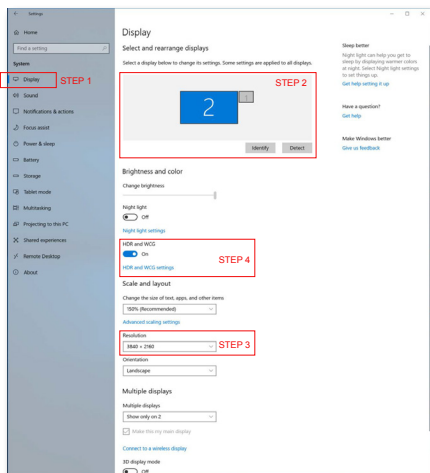 Settings
Home
Find a setting
System
Display
STEP 1
Sound
Notifications & actions
Focus assist
Power & sleep
Battery
Storage
Tablet mode
Multitasking
Projecting to this PC
Shared experiences
Remote Desktop
About
Display
Select and rearrange displays
Select a display below to change its settings. Some settings are applied to all displays.
STEP 2
2
1
Identify
Detect
Brightness and color
Change brightness
Night light
Off
Night light settings
HDR and WCG
On
STEP 4
HDR and WCG settings
Scale and layout
Change the size of text, apps, and other items
150% (Recommended)
Advanced scaling settings
Resolution
3840 × 2160
STEP 3
Orientation
Landscape
Multiple displays
Multiple displays
Show only on 2
Make this my main display
Connect to a wireless display
3D display mode
Off
Sleep better
Night light can help you get to
sleep by displaying warmer colors
at night. Select Night light settings
to set things up.
Get help setting it up
Have a question?
Get help
Make Windows better
Give us feedback